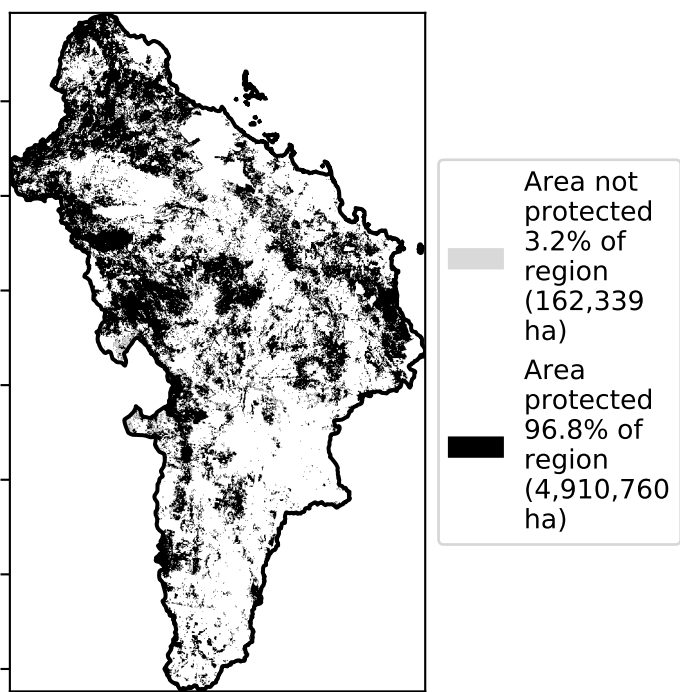 Area not
protected
3.2% of
region
(162,339
ha)
Area
protected
96.8% of
region
(4,910,760
ha)